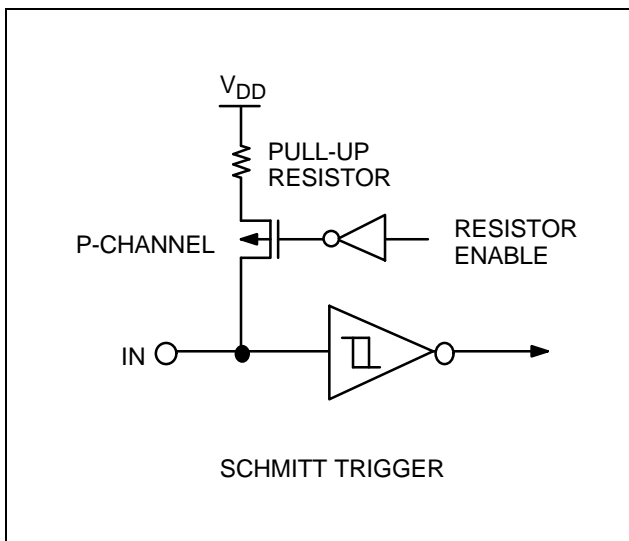 VDD
PULL-UP
RESISTOR
P-CHANNEL
RESISTOR
ENABLE
IN
SCHMITT TRIGGER